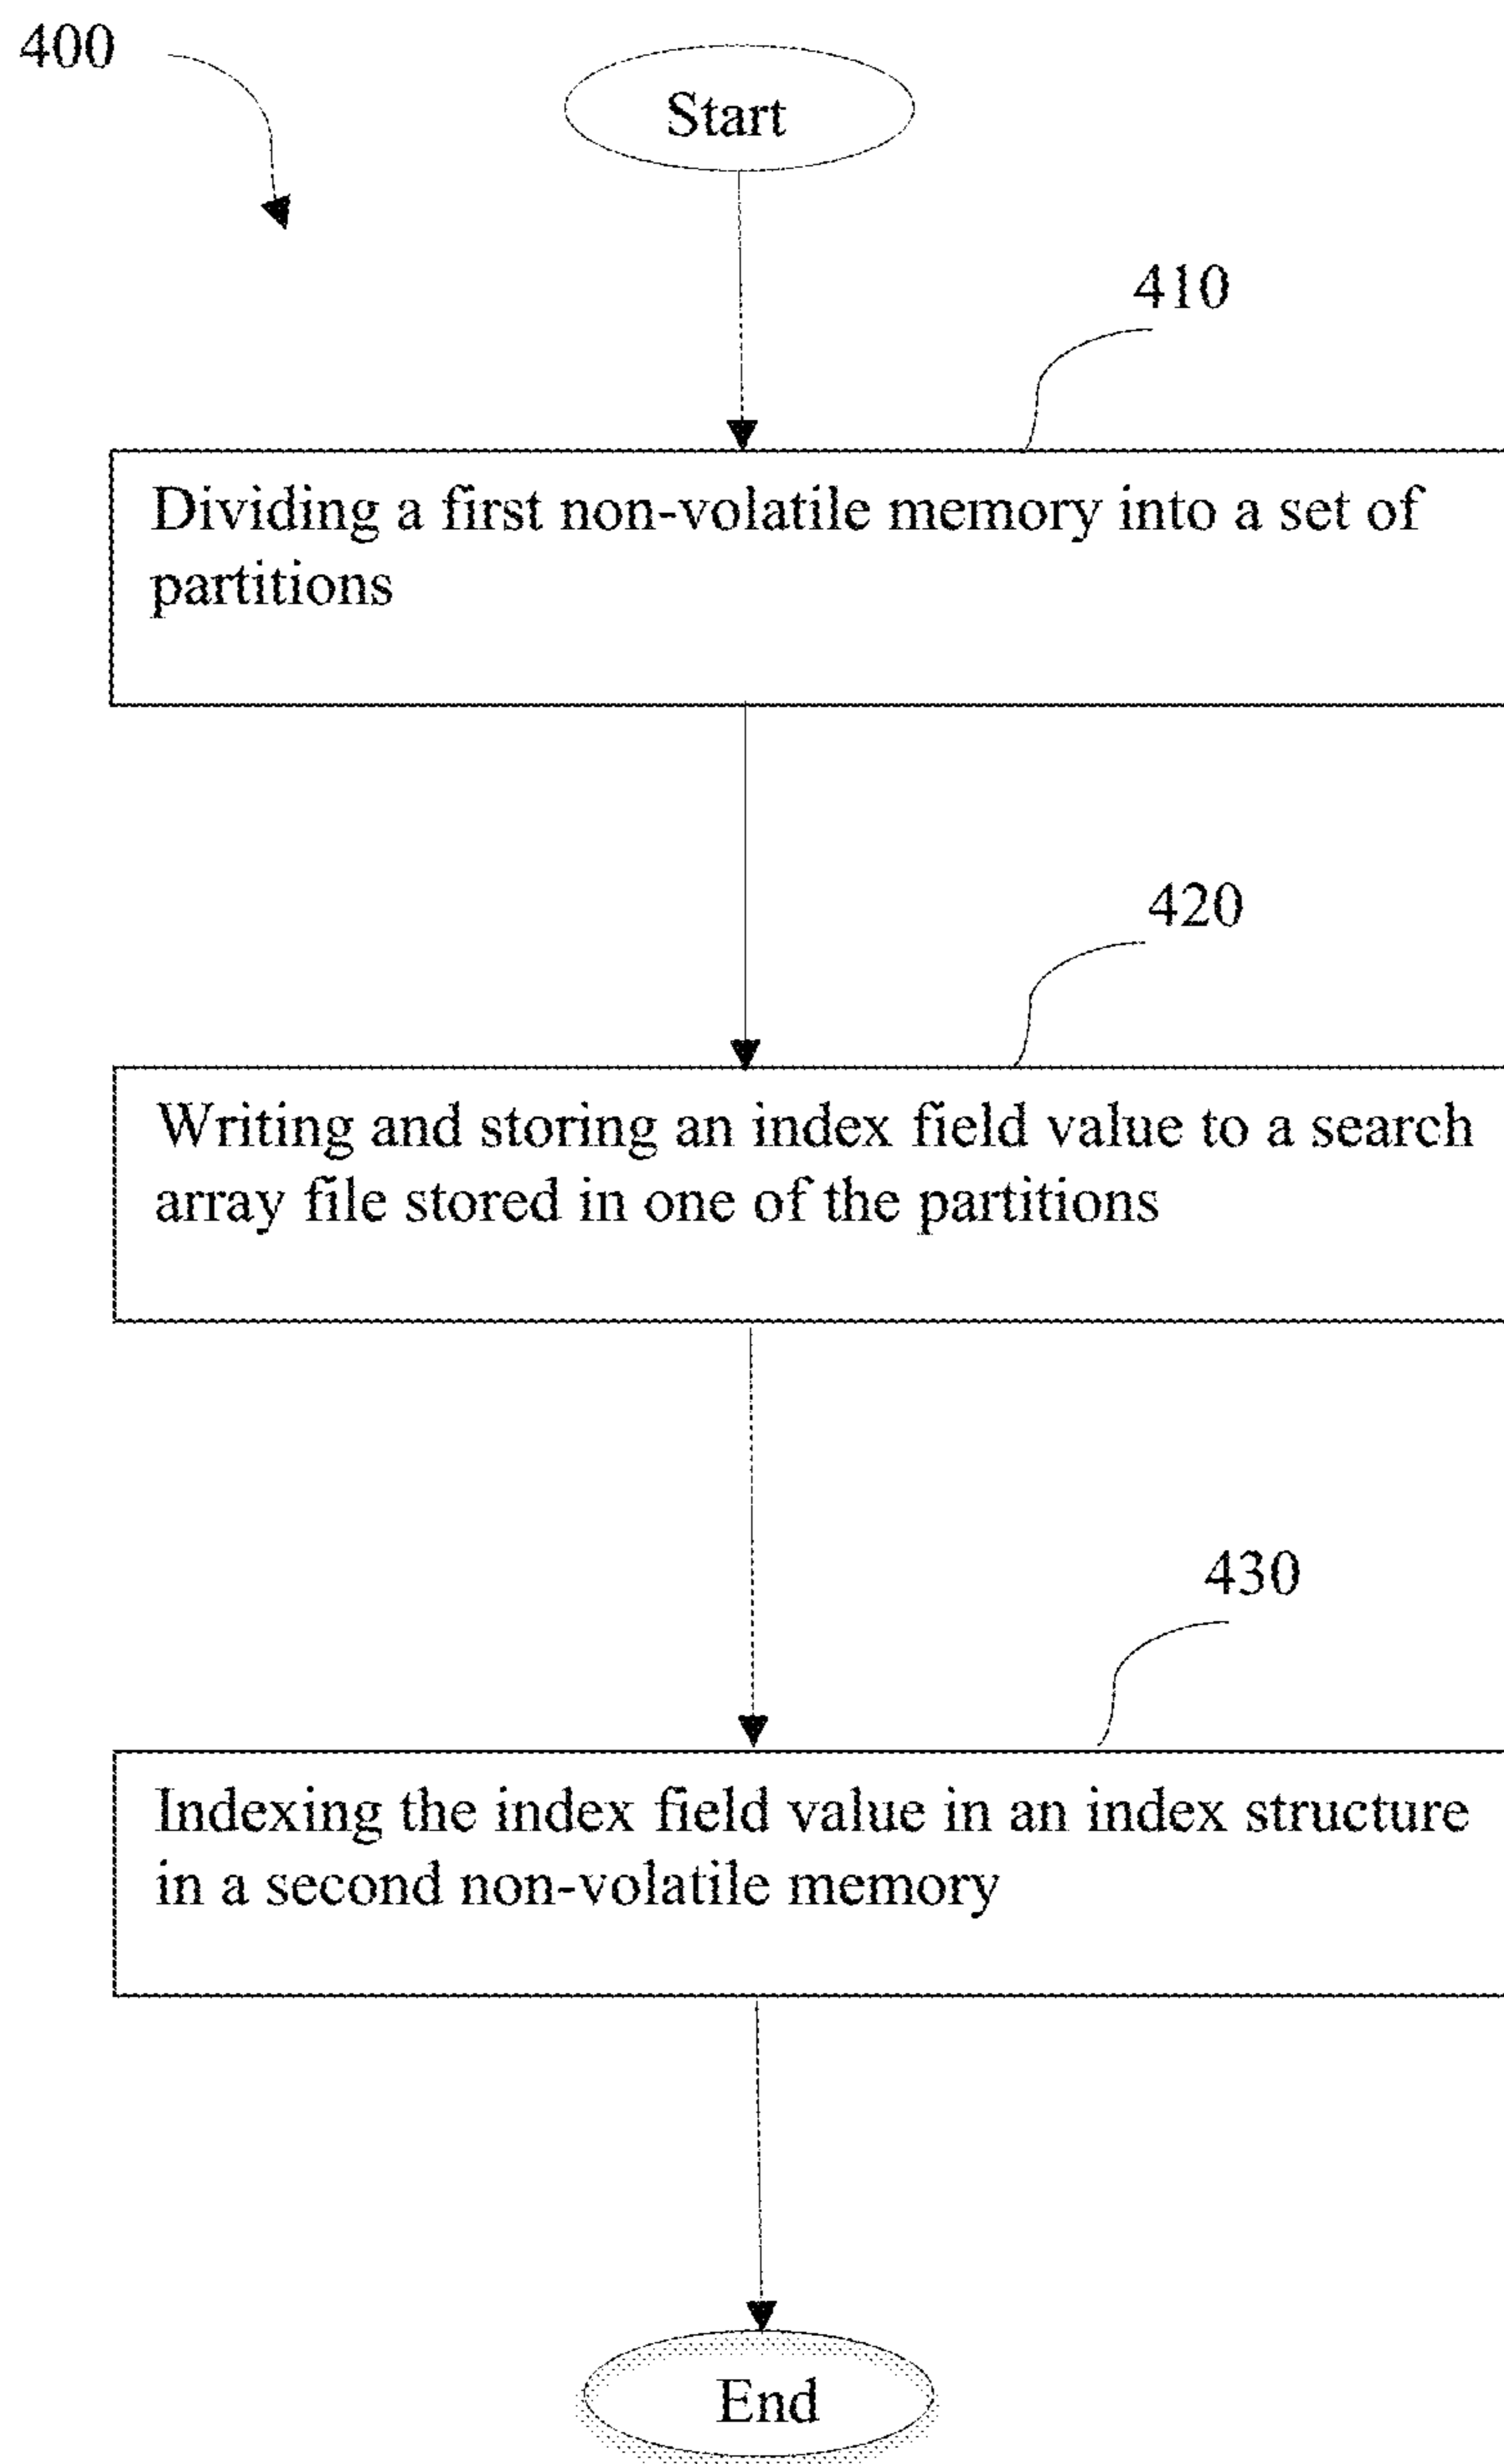 400
Start
410
Dividing a first non-volatile memory into a set of
partitions
420
Writing and storing an index field value to a search
array file stored in one of the partitions
430
Indexing the index field value in an index structure
in a second non-volatile memory
End